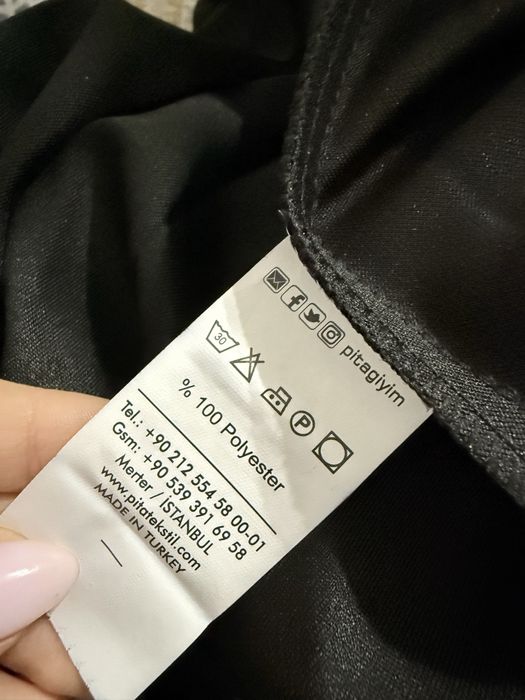 pitagiyim
30
P
% 100 Polyester
Tel.: +90 212 554 58 00-01
Gsm: +90 539 391 69 58
Merter / İSTANBUL
www.pitatekstil.com
MADE IN TURKEY